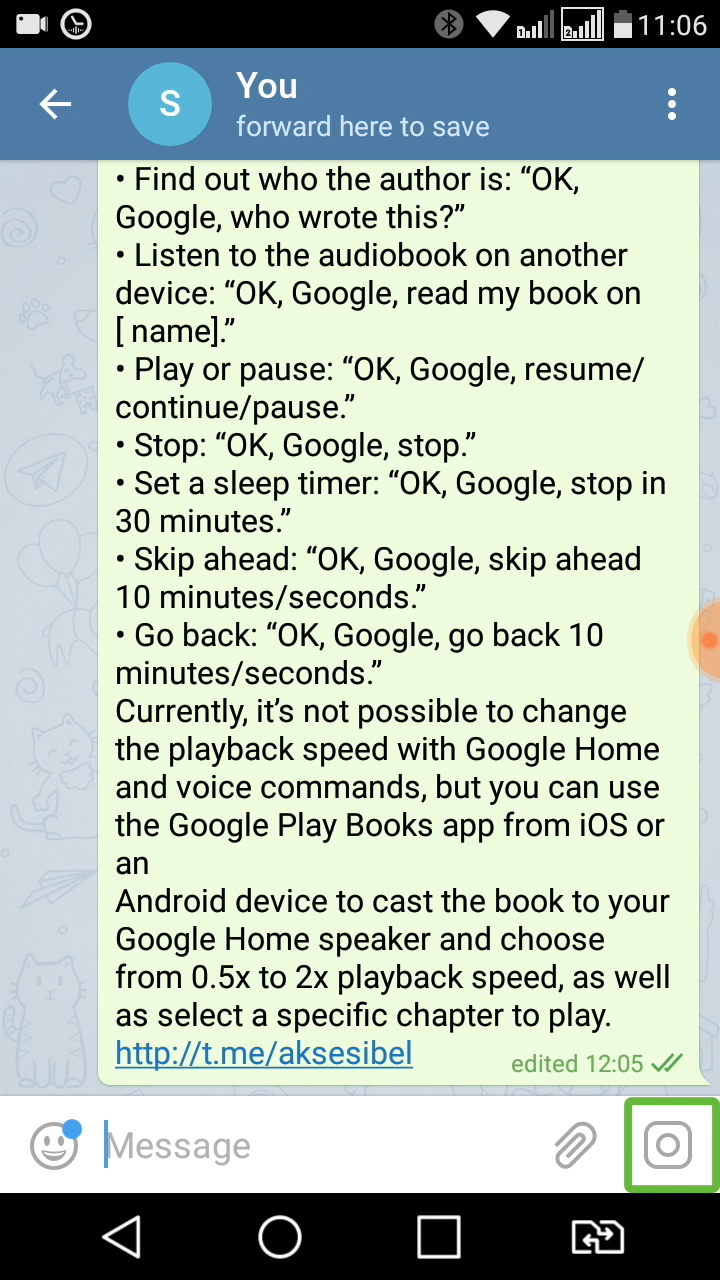 11:06
S
You
forward here to save
• Find out who the author is: “OK,
Google, who wrote this?”
• Listen to the audiobook on another
device: “OK, Google, read my book on
[ name].”
• Play or pause: “OK, Google, resume/
continue/pause.”
• Stop: “OK, Google, stop.”
• Set a sleep timer: “OK, Google, stop in
30 minutes.”
• Skip ahead: “OK, Google, skip ahead
10 minutes/seconds.”
• Go back: “OK, Google, go back 10
minutes/seconds.”
Currently, it’s not possible to change
the playback speed with Google Home
and voice commands, but you can use
the Google Play Books app from iOS or
an
Android device to cast the book to your
Google Home speaker and choose
from 0.5x to 2x playback speed, as well
as select a specific chapter to play.
http://t.me/aksesibel
edited 12:05
Message